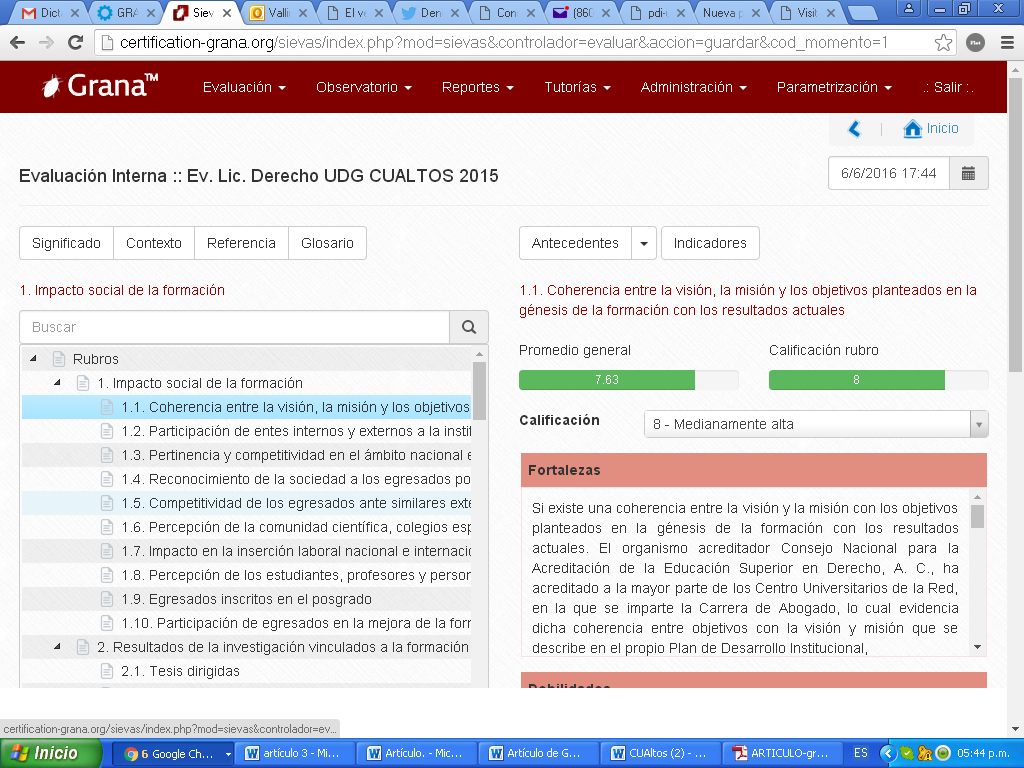 Dicta
GRA
Siev
Vallir
El ve
Den
Con
(860
pdi-c
Nueva p
Visit
certification-grana.org/sievas/index.php?mod=sievas&controlador=evaluar&accion=guardar&cod_momento=1
Grana™
Evaluación
Observatorio
Reportes
Tutorías
Administración
Parametrización
.: Salir :.
Inicio
Evaluación Interna :: Ev. Lic. Derecho UDG CUALTOS 2015
6/6/2016 17:44
Significado
Contexto
Referencia
Glosario
Antecedentes
Indicadores
1. Impacto social de la formación
Buscar
Rubros
1. Impacto social de la formación
1.1. Coherencia entre la visión, la misión y los objetivos
1.2. Participación de entes internos y externos a la instit
1.3. Pertinencia y competitividad en el ámbito nacional e
1.4. Reconocimiento de la sociedad a los egresados po
1.5. Competitividad de los egresados ante similares exte
1.6. Percepción de la comunidad científica, colegios esp
1.7. Impacto en la inserción laboral nacional e internacio
1.8. Percepción de los estudiantes, profesores y person
1.9. Egresados inscritos en el posgrado
1.10. Participación de egresados en la mejora de la form
2. Resultados de la investigación vinculados a la formación
2.1. Tesis dirigidas
1.1. Coherencia entre la visión, la misión y los objetivos planteados en la
génesis de la formación con los resultados actuales
Promedio general
Calificación rubro
7.63
8
Calificación
8 - Medianamente alta
Fortalezas
Si existe una coherencia entre la visión y la misión con los objetivos
planteados en la génesis de la formación con los resultados
actuales. El organismo acreditador Consejo Nacional para la
Acreditación de la Educación Superior en Derecho, A. C., ha
acreditado a la mayor parte de los Centro Universitarios de la Red,
en la que se imparte la Carrera de Abogado, lo cual evidencia
dicha coherencia entre objetivos con la visión y misión que se
describe en el propio Plan de Desarrollo Institucional,
Debilidades
certification-grana.org/sievas/index.php?mod=sievas&controlador=ev...
Inicio
6 Google Ch...
artículo 3 - Mi...
Artículo. - Micr...
Artículo de G...
CUAltos (2) - ...
ARTICULO-gr...
ES
05:44 p.m.